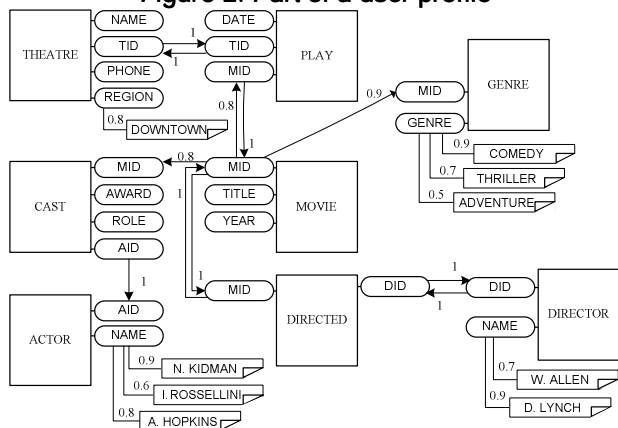 Figure 2: Part of a user profile
THEATRE
NAME
TID
PHONE
REGION
0.8
DOWNTOWN
1
1
DATE
TID
MID
PLAY
0.8
1
0.9
MID
GENRE
GENRE
0.9
COMEDY
0.7
THRILLER
0.5
ADVENTURE
CAST
MID
AWARD
ROLE
AID
0.8
MID
TITLE
YEAR
MOVIE
1
1
1
MID
DIRECTED
DID
1
1
DID
NAME
DIRECTOR
0.7
W. ALLEN
0.9
D. LYNCH
ACTOR
AID
NAME
0.9
N. KIDMAN
0.6
I. ROSSELLINI
0.8
A. HOPKINS